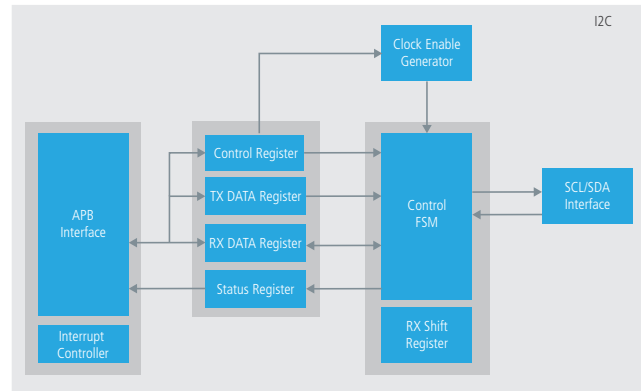 I2C
Clock Enable
Generator
Control Register
TX DATA Register
RX DATA Register
Status Register
APB
Interface
Interrupt
Controller
Control
FSM
RX Shift
Register
SCL/SDA
Interface